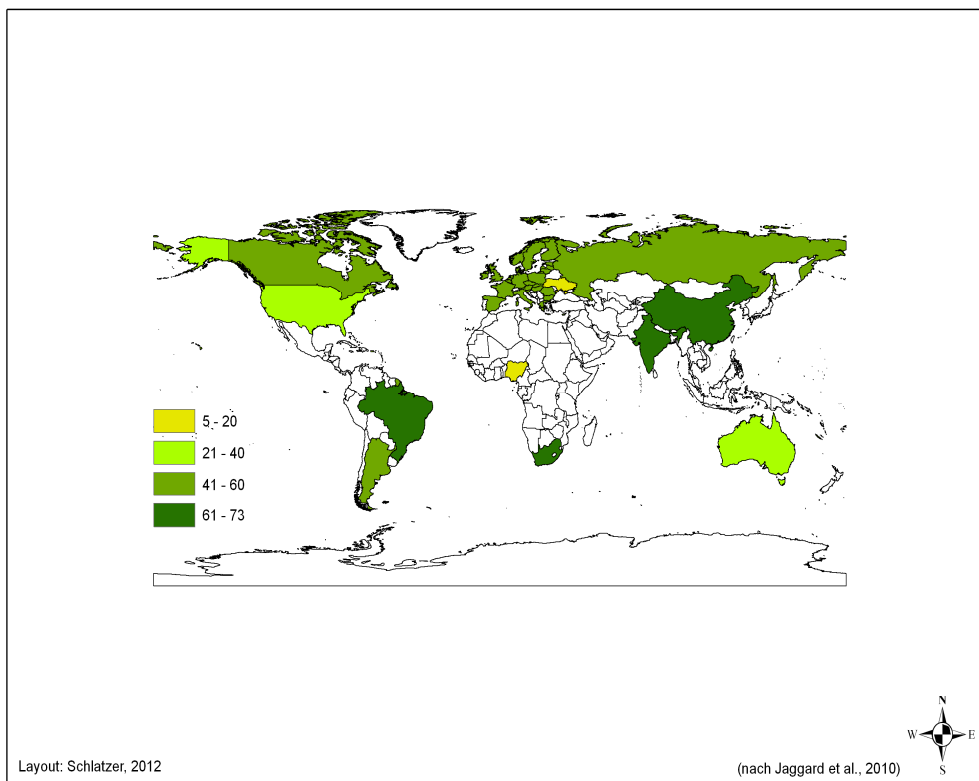 5,- 20
21 - 40
41 - 60
61 - 73
N
W E
S
Layout: Schlatzer, 2012
(nach Jaggard et al., 2010)